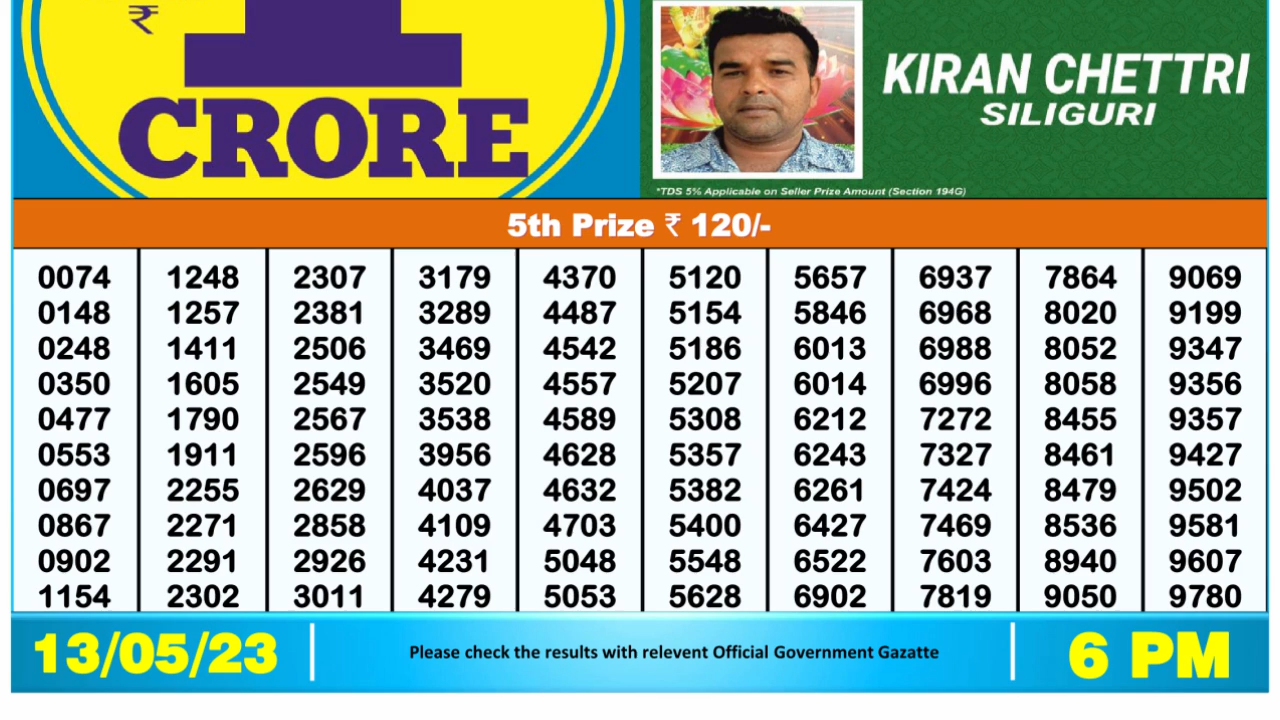 ₹
1
CRORE
KIRAN CHETTRI
SILIGURI
*TDS 5% Applicable on Seller Prize Amount (Section 194G)
5th Prize ₹ 120/-
0074 1248 2307 3179 4370 5120 5657 6937 7864 9069
0148 1257 2381 3289 4487 5154 5846 6968 8020 9199
0248 1411 2506 3469 4542 5186 6013 6988 8052 9347
0350 1605 2549 3520 4557 5207 6014 6996 8058 9356
0477 1790 2567 3538 4589 5308 6212 7272 8455 9357
0553 1911 2596 3956 4628 5357 6243 7327 8461 9427
0697 2255 2629 4037 4632 5382 6261 7424 8479 9502
0867 2271 2858 4109 4703 5400 6427 7469 8536 9581
0902 2291 2926 4231 5048 5548 6522 7603 8940 9607
1154 2302 3011 4279 5053 5628 6902 7819 9050 9780
13/05/23 Please check the results with relevent Official Government Gazatte 6 PM